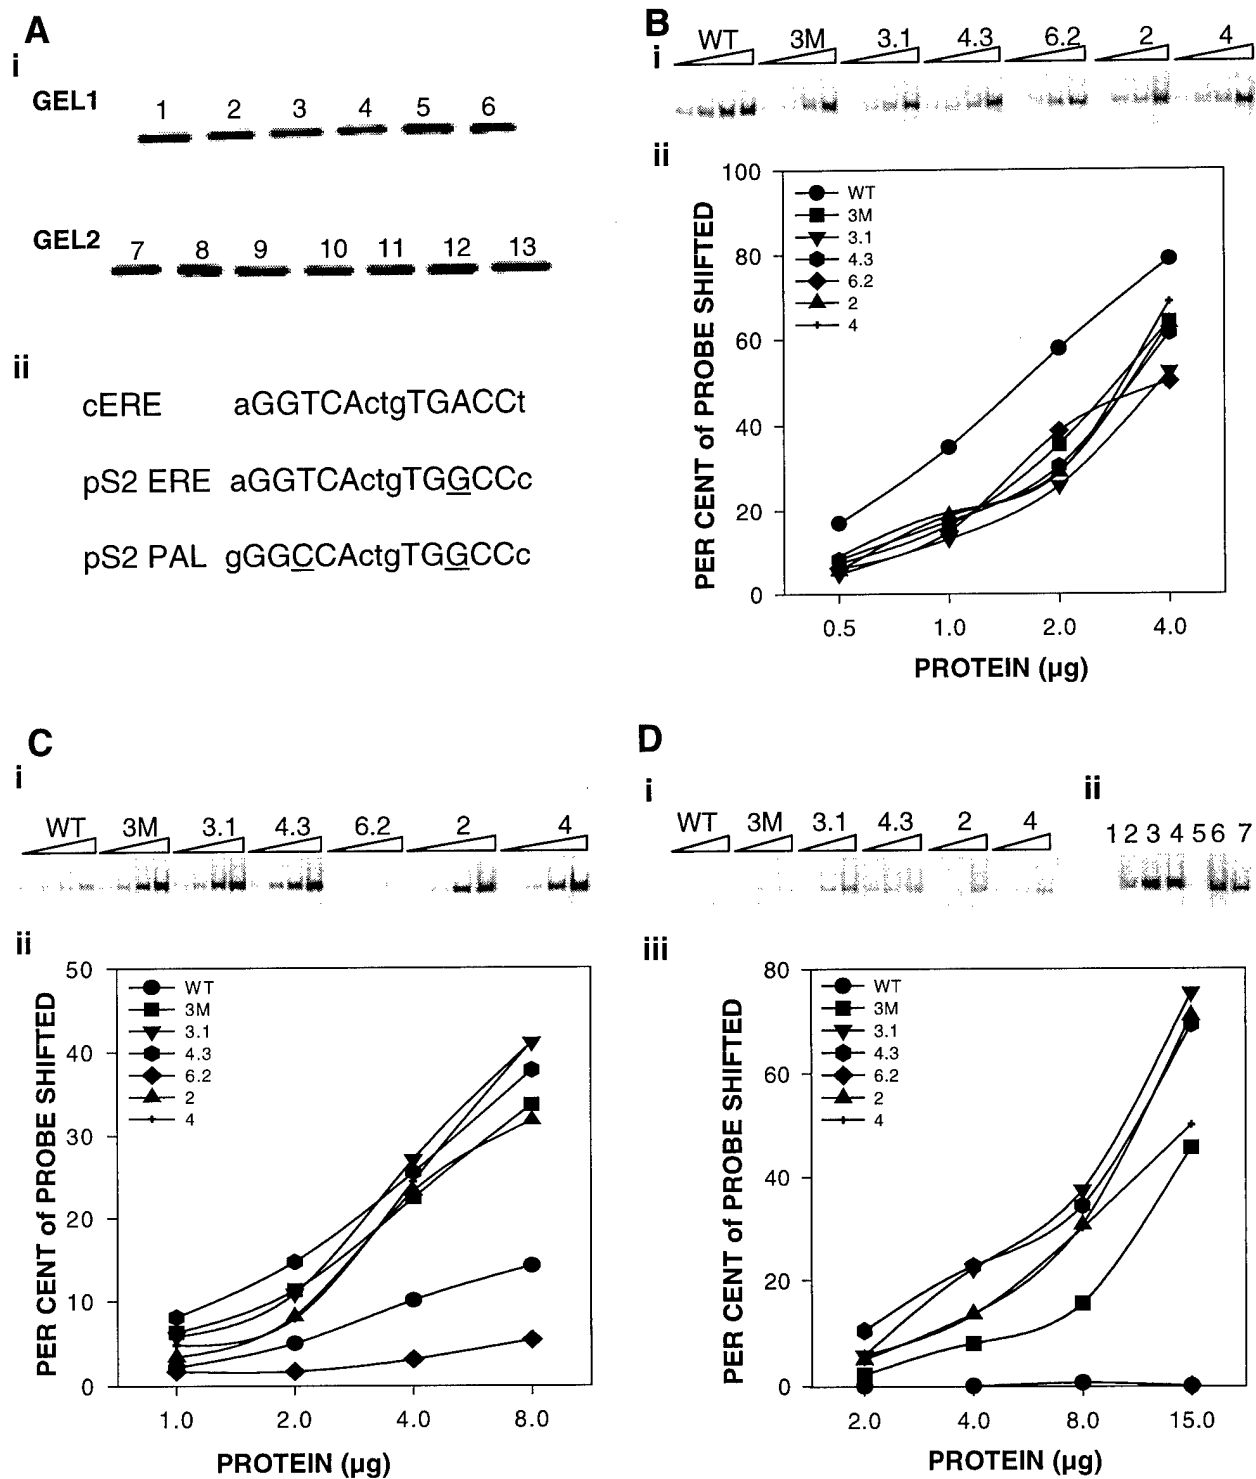 A
i
GEL1
1 2 3 4 5 6
GEL2
7 8 9 10 11 12 13
ii
cERE aGGTCActgTGACCt
pS2 ERE aGGTCActgTGGCCc
pS2 PAL gGGCCActgTGGCCc
B
i
WT 3M 3.1 4.3 6.2 2 4
ii
PER CENT of PROBE SHIFTED
100
80
60
40
20
0
WT
3M
3.1
4.3
6.2
2
4
0.5 1.0 2.0 4.0
PROTEIN (µg)
C
i
WT 3M 3.1 4.3 6.2 2 4
ii
PER CENT of PROBE SHIFTED
50
40
30
20
10
0
WT
3M
3.1
4.3
6.2
2
4
1.0 2.0 4.0 8.0
PROTEIN (µg)
D
i
WT 3M 3.1 4.3 2 4
ii
1 2 3 4 5 6 7
iii
PER CENT of PROBE SHIFTED
80
60
40
20
0
WT
3M
3.1
4.3
6.2
2
4
2.0 4.0 8.0 15.0
PROTEIN (µg)